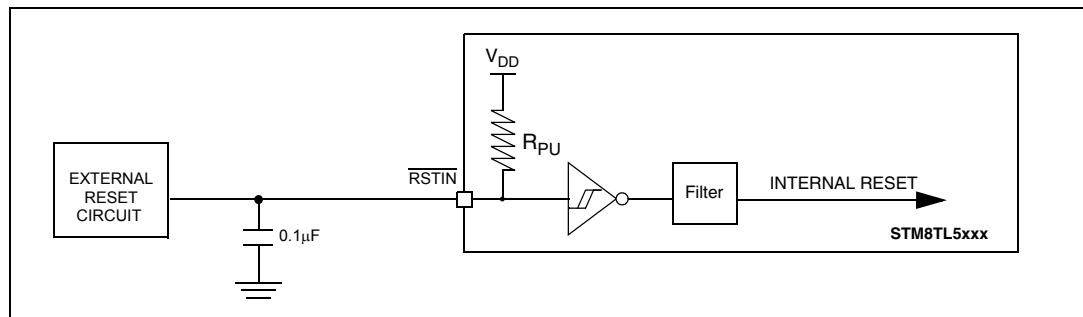 V_DD
R_PU
RSTIN
EXTERNAL
RESET
CIRCUIT
0.1µF
Filter
INTERNAL RESET
STM8TL5xxx